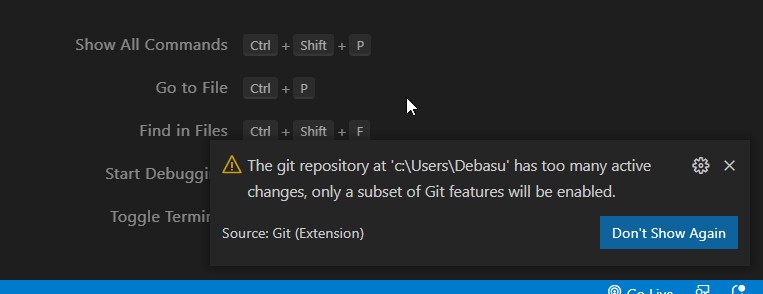 Show All Commands Ctrl + Shift + P
Go to File Ctrl + P
Find in Files Ctrl + Shift + F
Start Debuggi
Toggle Termin
The git repository at 'c:\Users\Debasu' has too many active
changes, only a subset of Git features will be enabled.
Source: Git (Extension)
Don't Show Again
Go Live